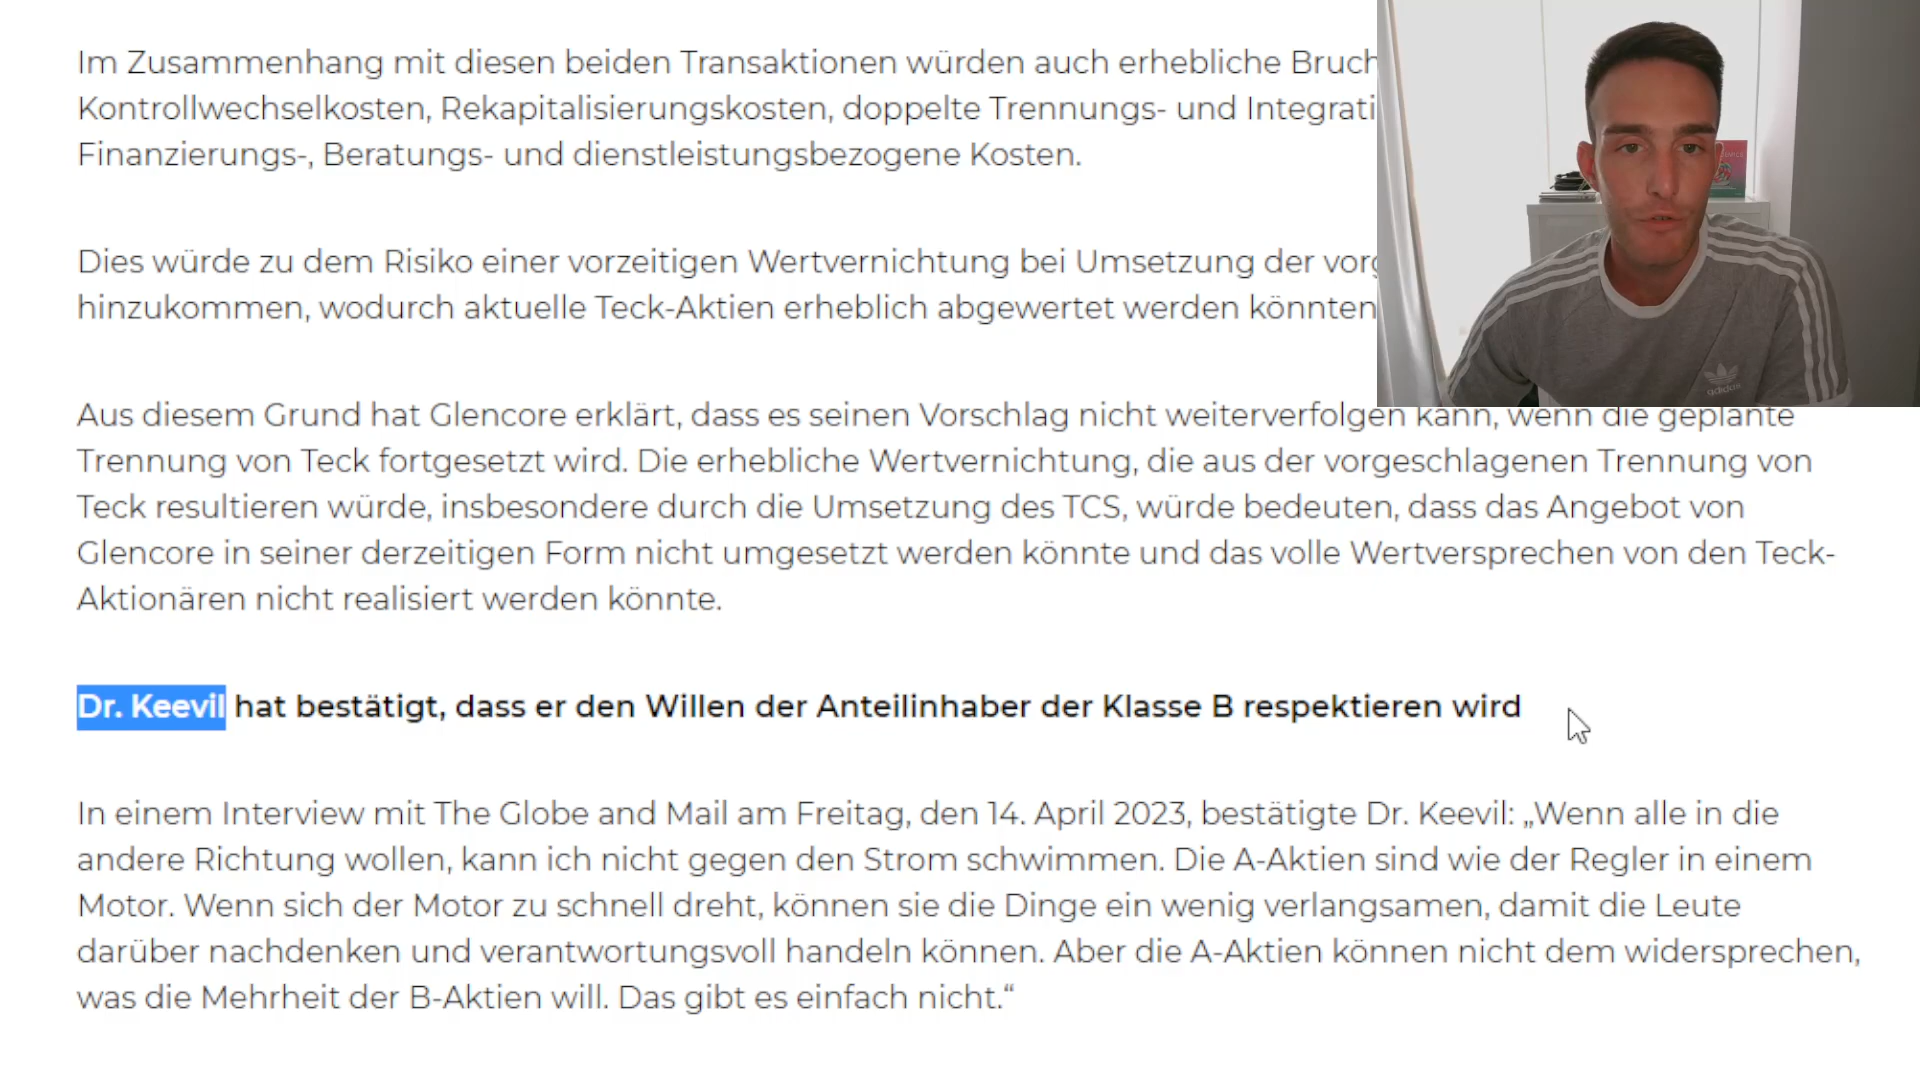 Im Zusammenhang mit diesen beiden Transaktionen würden auch erhebliche Bruch
Kontrollwechselkosten, Rekapitalisierungskosten, doppelte Trennungs- und Integrati
Finanzierungs-, Beratungs- und dienstleistungsbezogene Kosten.
Dies würde zu dem Risiko einer vorzeitigen Wertvernichtung bei Umsetzung der vorg
hinzukommen, wodurch aktuelle Teck-Aktien erheblich abgewertet werden könnten
adidas
Aus diesem Grund hat Glencore erklärt, dass es seinen Vorschlag nicht weiterverfolgen kann, wenn die geplante
Trennung von Teck fortgesetzt wird. Die erhebliche Wertvernichtung, die aus der vorgeschlagenen Trennung von
Teck resultieren würde, insbesondere durch die Umsetzung des TCS, würde bedeuten, dass das Angebot von
Glencore in seiner derzeitigen Form nicht umgesetzt werden könnte und das volle Wertversprechen von den Teck-
Aktionären nicht realisiert werden könnte.
Dr. Keevil hat bestätigt, dass er den Willen der Anteilinhaber der Klasse B respektieren wird
In einem Interview mit The Globe and Mail am Freitag, den 14. April 2023, bestätigte Dr. Keevil: „Wenn alle in die
andere Richtung wollen, kann ich nicht gegen den Strom schwimmen. Die A-Aktien sind wie der Regler in einem
Motor. Wenn sich der Motor zu schnell dreht, können sie die Dinge ein wenig verlangsamen, damit die Leute
darüber nachdenken und verantwortungsvoll handeln können. Aber die A-Aktien können nicht dem widersprechen,
was die Mehrheit der B-Aktien will. Das gibt es einfach nicht.“